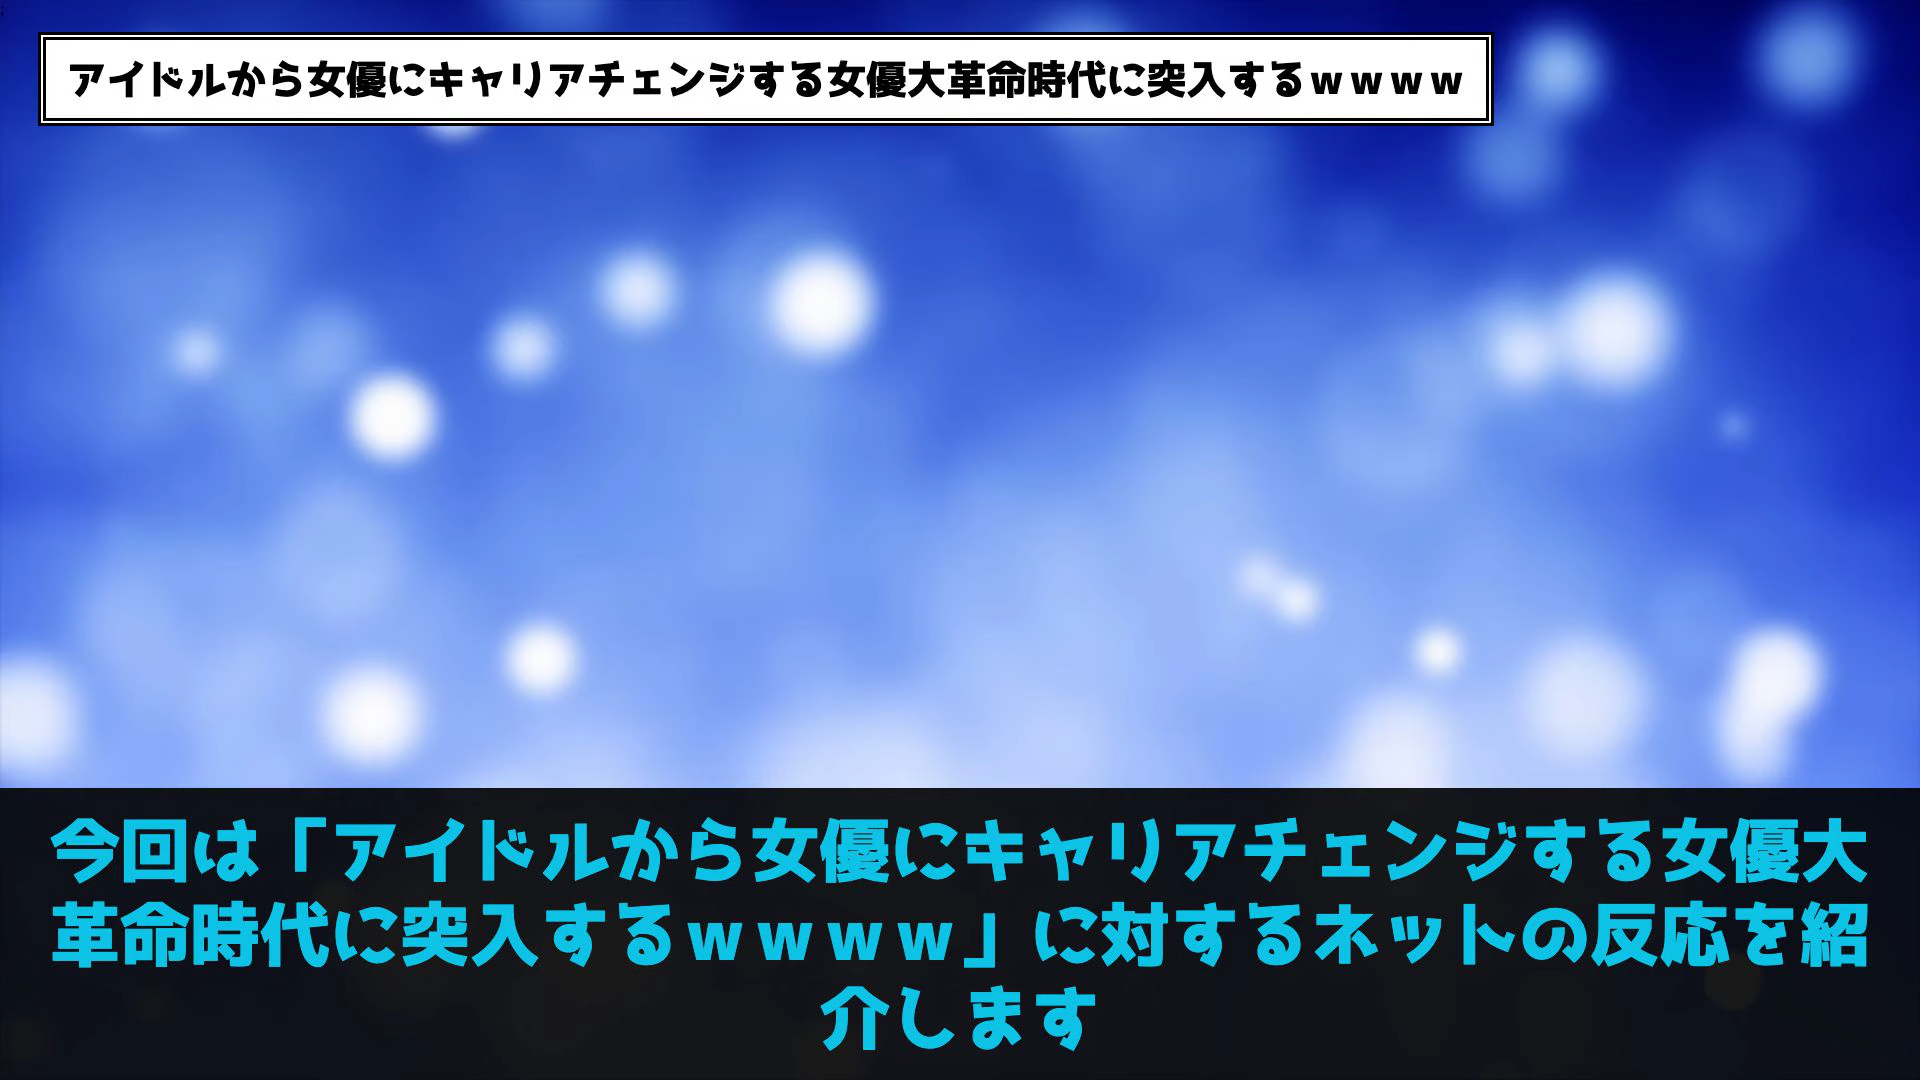 アイドルから女優にキャリアチェンジする女優大革命時代に突入するｗｗｗｗ
今回は「アイドルから女優にキャリアチェンジする女優大
革命時代に突入するｗｗｗｗ」に対するネットの反応を紹
介します